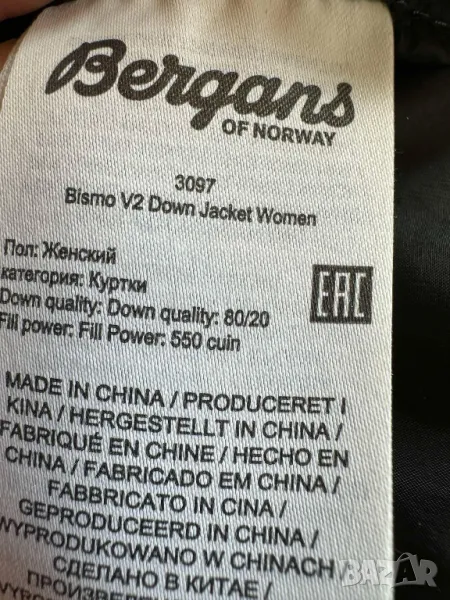 Bergans
OF NORWAY
3097
Bismo V2 Down Jacket Women
Пол: Женский
категория: Куртки
Down quality: Down quality: 80/20
Fill power: Fill Power: 550 cuin
EAC
MADE IN CHINA / PRODUCERET I
KINA / HERGESTELLT IN CHINA /
FABRIQUÉ EN CHINE / HECHO EN
CHINA / FABRICADO EM CHINA /
FABBRICATO IN CINA /
GEPRODUCEERD IN CHINA /
WYPRODUKOWANO W CHINACH /
СДЕЛАНО В КИТАЕ /
bazar.bg